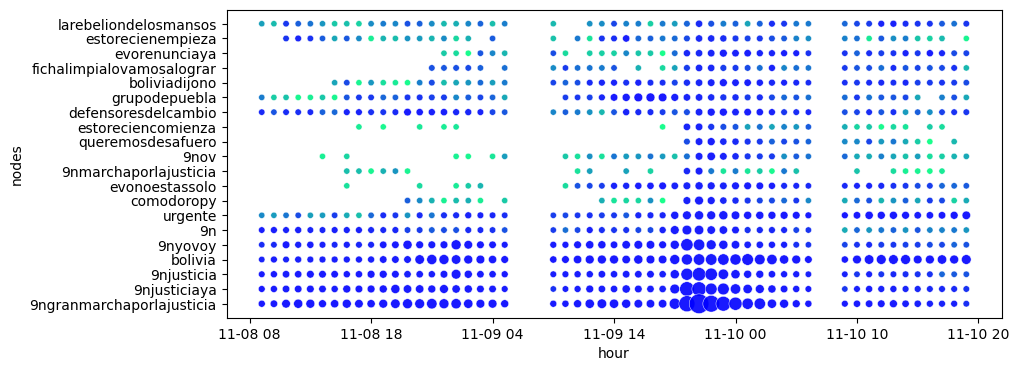 larebeliondelosmansos
estorecienempieza
evorenunciaya
fichalimpialovamosalograr
boliviadijono
grupodepuebla
defensoresdelcambio
estoreciencomienza
queremosdesafuero
9nov
9nmarchaporlajusticia
evonoestassolo
comodoropy
urgente
9n
9nyovoy
bolivia
9njusticia
9njusticiaya
9ngranmarchaporlajusticia
nodes
11-08 08 11-08 18 11-09 04 11-09 14 11-10 00 11-10 10 11-10 20
hour